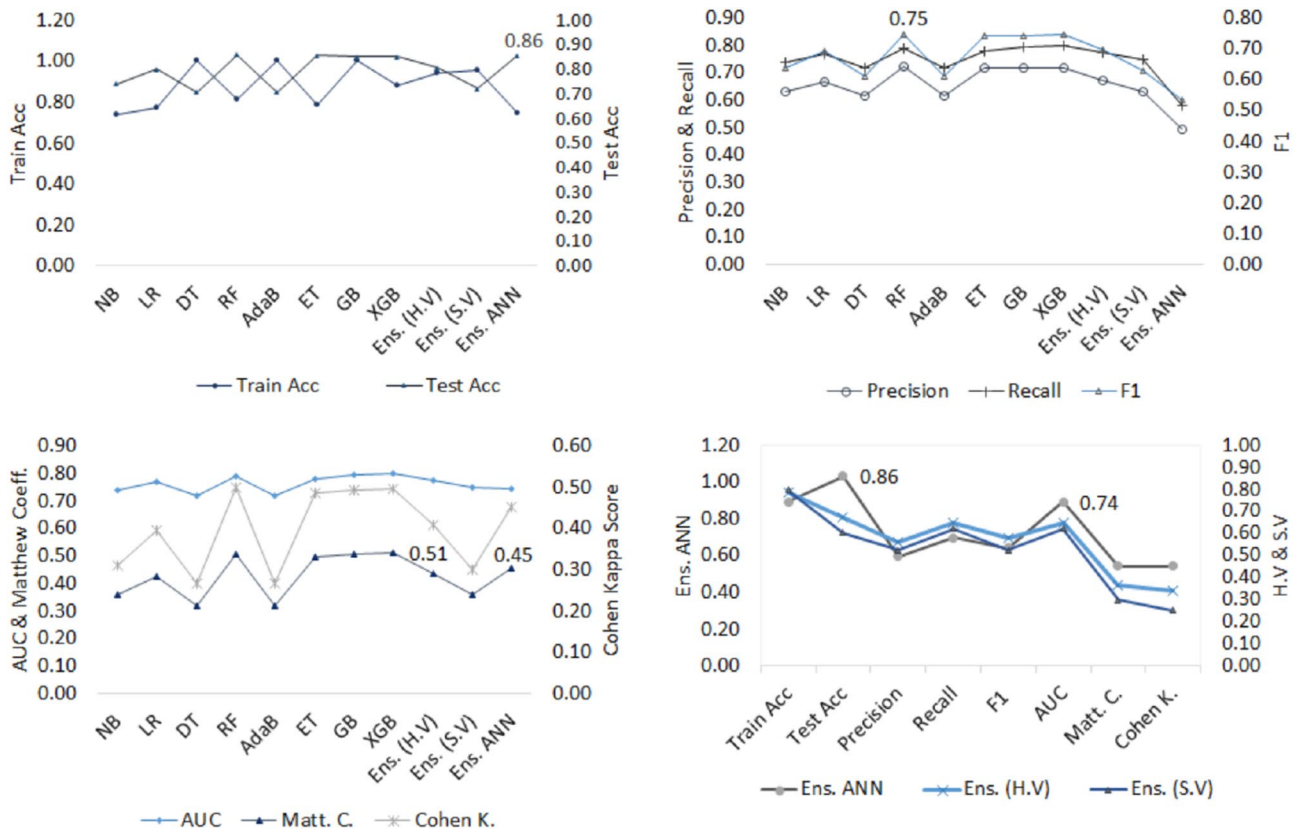 1.20
1.00
0.80
0.60
0.40
0.20
0.00
Train Acc
1.00
0.90
0.80
0.70
0.60
0.50
0.40
0.30
0.20
0.10
0.00
Test Acc
0.86
NB
LR
DT
RF
AdaB
ET
GB
XGB
Ens. (H.V)
Ens. (S.V)
Ens. ANN
Train Acc
Test Acc
0.90
0.80
0.70
0.60
0.50
0.40
0.30
0.20
0.10
0.00
Precision & Recall
0.80
0.70
0.60
0.50
0.40
0.30
0.20
0.10
0.00
F1
0.75
NB
LR
DT
RF
AdaB
ET
GB
XGB
Ens. (H.V)
Ens. (S.V)
Ens. ANN
Precision
Recall
F1
0.90
0.80
0.70
0.60
0.50
0.40
0.30
0.20
0.10
0.00
AUC & Matthew Coeff.
0.60
0.50
0.40
0.30
0.20
0.10
0.00
Cohen Kappa Score
0.51
0.45
NB
LR
DT
RF
AdaB
ET
GB
XGB
Ens. (H.V)
Ens. (S.V)
Ens. ANN
AUC
Matt. C.
Cohen K.
1.20
1.00
0.80
0.60
0.40
0.20
0.00
Ens. ANN
1.00
0.90
0.80
0.70
0.60
0.50
0.40
0.30
0.20
0.10
0.00
H.V & S.V
0.86
0.74
Train Acc
Test Acc
Precision
Recall
F1
AUC
Matt. C.
Cohen K.
Ens. ANN
Ens. (H.V)
Ens. (S.V)